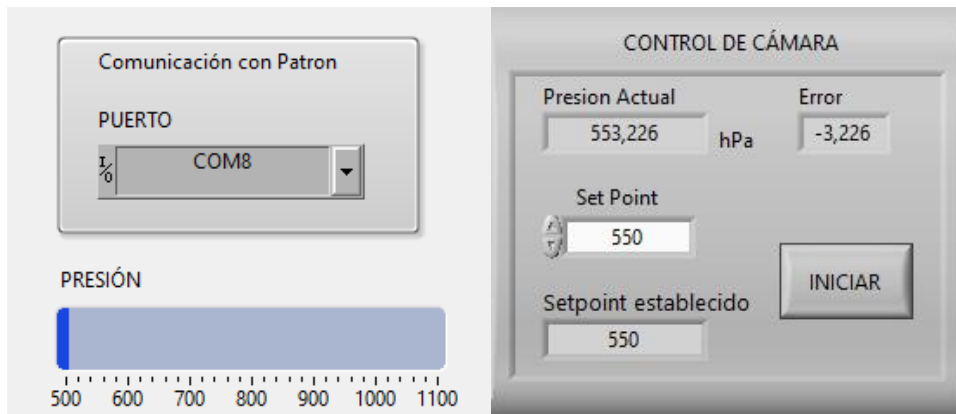 Comunicación con Patron
PUERTO
I/O COM8
PRESIÓN
500 600 700 800 900 1000 1100
CONTROL DE CÁMARA
Presion Actual Error
553,226 hPa -3,226
Set Point
550
INICIAR
Setpoint establecido
550